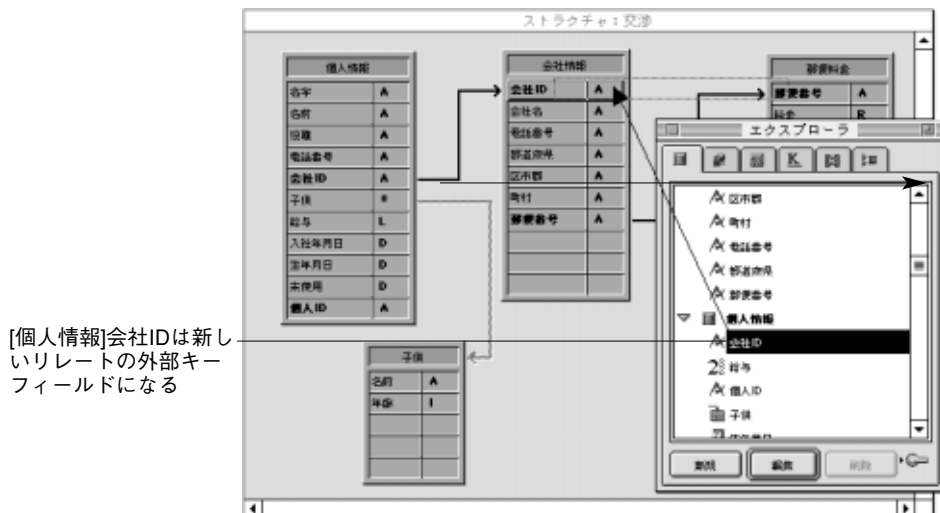 ストラクチャ：交渉
個人情報
名字 A
名前 A
役職 A
電話番号 A
会社ID A
子供 *
給与 L
入社年月日 D
生年月日 D
未使用 D
個人ID A
会社情報
会社ID A
会社名 A
電話番号 A
都道府県 A
区市郡 A
町村 A
郵便番号 A
郵便料金
郵便番号 A
料金 R
子供
名前 A
年齢 I
エクスプローラ
区市郡
町村
電話番号
都道府県
郵便番号
個人情報
会社ID
給与
個人ID
子供
新規 編集 削除
[個人情報]会社IDは新し
いリレートの外部キー
フィールドになる